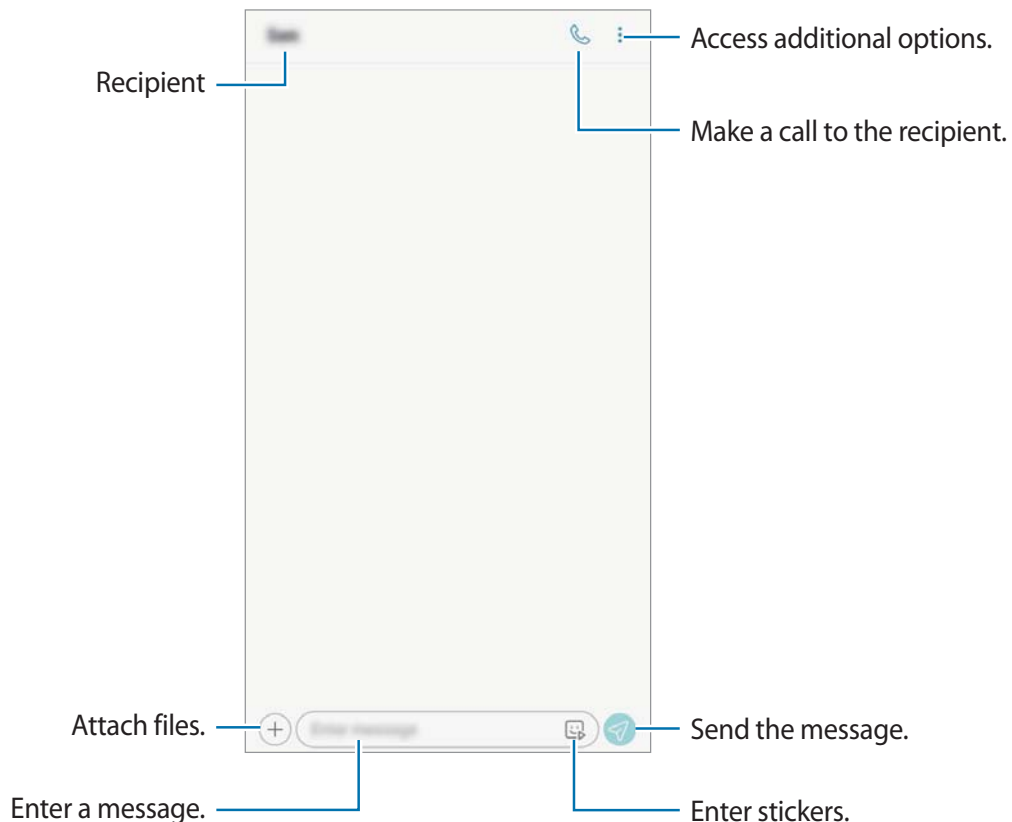 Access additional options.
Recipient
Make a call to the recipient.
Attach files.
Send the message.
Enter a message.
Enter stickers.